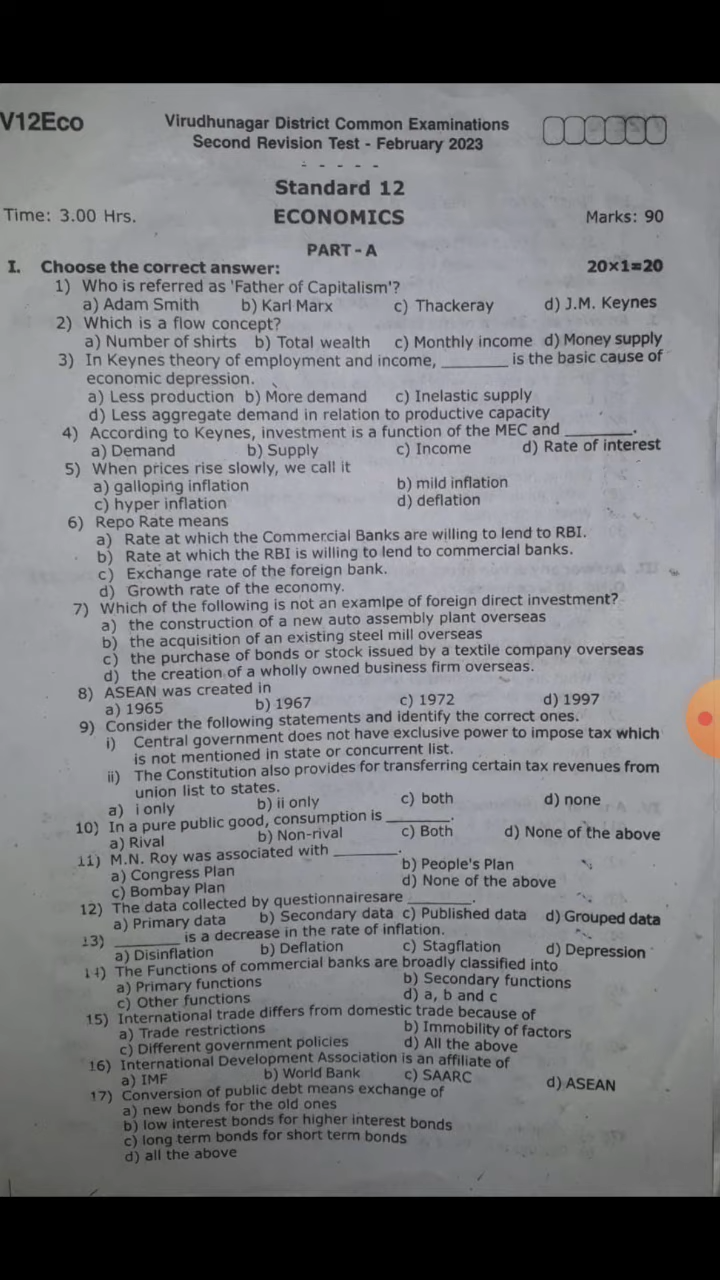 V12Eco
Virudhunagar District Common Examinations
Second Revision Test - February 2023
- - - - -
Standard 12
Time: 3.00 Hrs.
ECONOMICS
Marks: 90
PART - A
I. Choose the correct answer: 20×1=20
1) Who is referred as 'Father of Capitalism'?
a) Adam Smith b) Karl Marx c) Thackeray d) J.M. Keynes
2) Which is a flow concept?
a) Number of shirts b) Total wealth c) Monthly income d) Money supply
3) In Keynes theory of employment and income, ________ is the basic cause of
economic depression.
a) Less production b) More demand c) Inelastic supply
d) Less aggregate demand in relation to productive capacity
4) According to Keynes, investment is a function of the MEC and ________.
a) Demand b) Supply c) Income d) Rate of interest
5) When prices rise slowly, we call it
a) galloping inflation b) mild inflation
c) hyper inflation d) deflation
6) Repo Rate means
a) Rate at which the Commercial Banks are willing to lend to RBI.
b) Rate at which the RBI is willing to lend to commercial banks.
c) Exchange rate of the foreign bank.
d) Growth rate of the economy.
7) Which of the following is not an examlpe of foreign direct investment?
a) the construction of a new auto assembly plant overseas
b) the acquisition of an existing steel mill overseas
c) the purchase of bonds or stock issued by a textile company overseas
d) the creation of a wholly owned business firm overseas.
8) ASEAN was created in
a) 1965 b) 1967 c) 1972 d) 1997
9) Consider the following statements and identify the correct ones.
i) Central government does not have exclusive power to impose tax which
is not mentioned in state or concurrent list.
ii) The Constitution also provides for transferring certain tax revenues from
union list to states.
a) i only b) ii only c) both d) none
10) In a pure public good, consumption is ________.
a) Rival b) Non-rival c) Both d) None of the above
11) M.N. Roy was associated with ________.
a) Congress Plan b) People's Plan
c) Bombay Plan d) None of the above
12) The data collected by questionnairesare ________.
a) Primary data b) Secondary data c) Published data d) Grouped data
13) ________ is a decrease in the rate of inflation.
a) Disinflation b) Deflation c) Stagflation d) Depression
14) The Functions of commercial banks are broadly classified into
a) Primary functions b) Secondary functions
c) Other functions d) a, b and c
15) International trade differs from domestic trade because of
a) Trade restrictions b) Immobility of factors
c) Different government policies d) All the above
16) International Development Association is an affiliate of
a) IMF b) World Bank c) SAARC d) ASEAN
17) Conversion of public debt means exchange of
a) new bonds for the old ones
b) low interest bonds for higher interest bonds
c) long term bonds for short term bonds
d) all the above